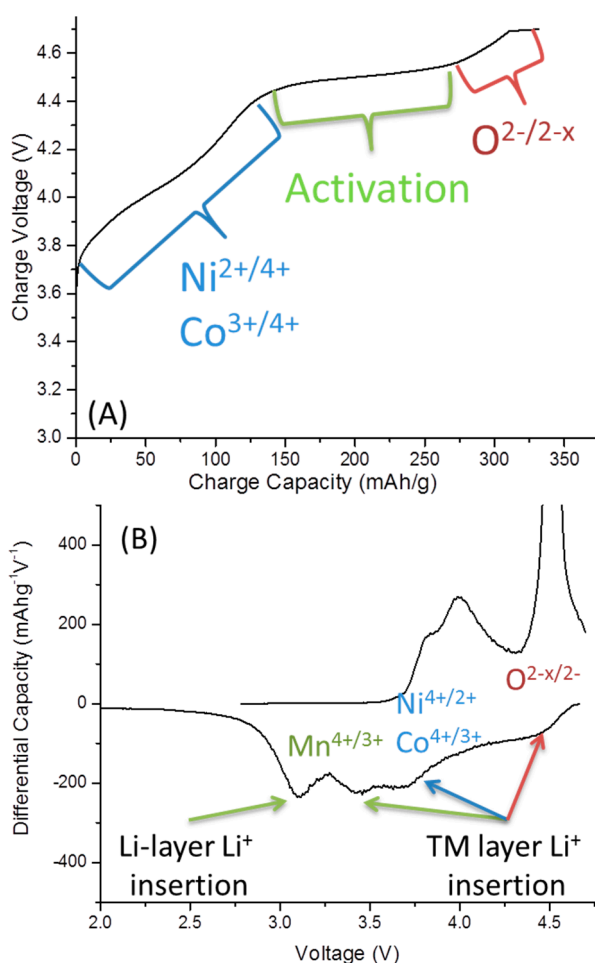 4.6
4.4
4.2
4.0
3.8
3.6
3.4
3.2
3.0
Charge Voltage (V)
O²⁻/²⁻ˣ
Activation
Ni²⁺/⁴⁺
Co³⁺/⁴⁺
(A)
0 50 100 150 200 250 300 350
Charge Capacity (mAh/g)
(B)
400
200
0
-200
-400
Differential Capacity (mAhg⁻¹V⁻¹)
O²⁻ˣ/²⁻
Ni⁴⁺/²⁺
Mn⁴⁺/³⁺ Co⁴⁺/³⁺
Li-layer Li⁺ TM layer Li⁺
insertion insertion
2.0 2.5 3.0 3.5 4.0 4.5
Voltage (V)